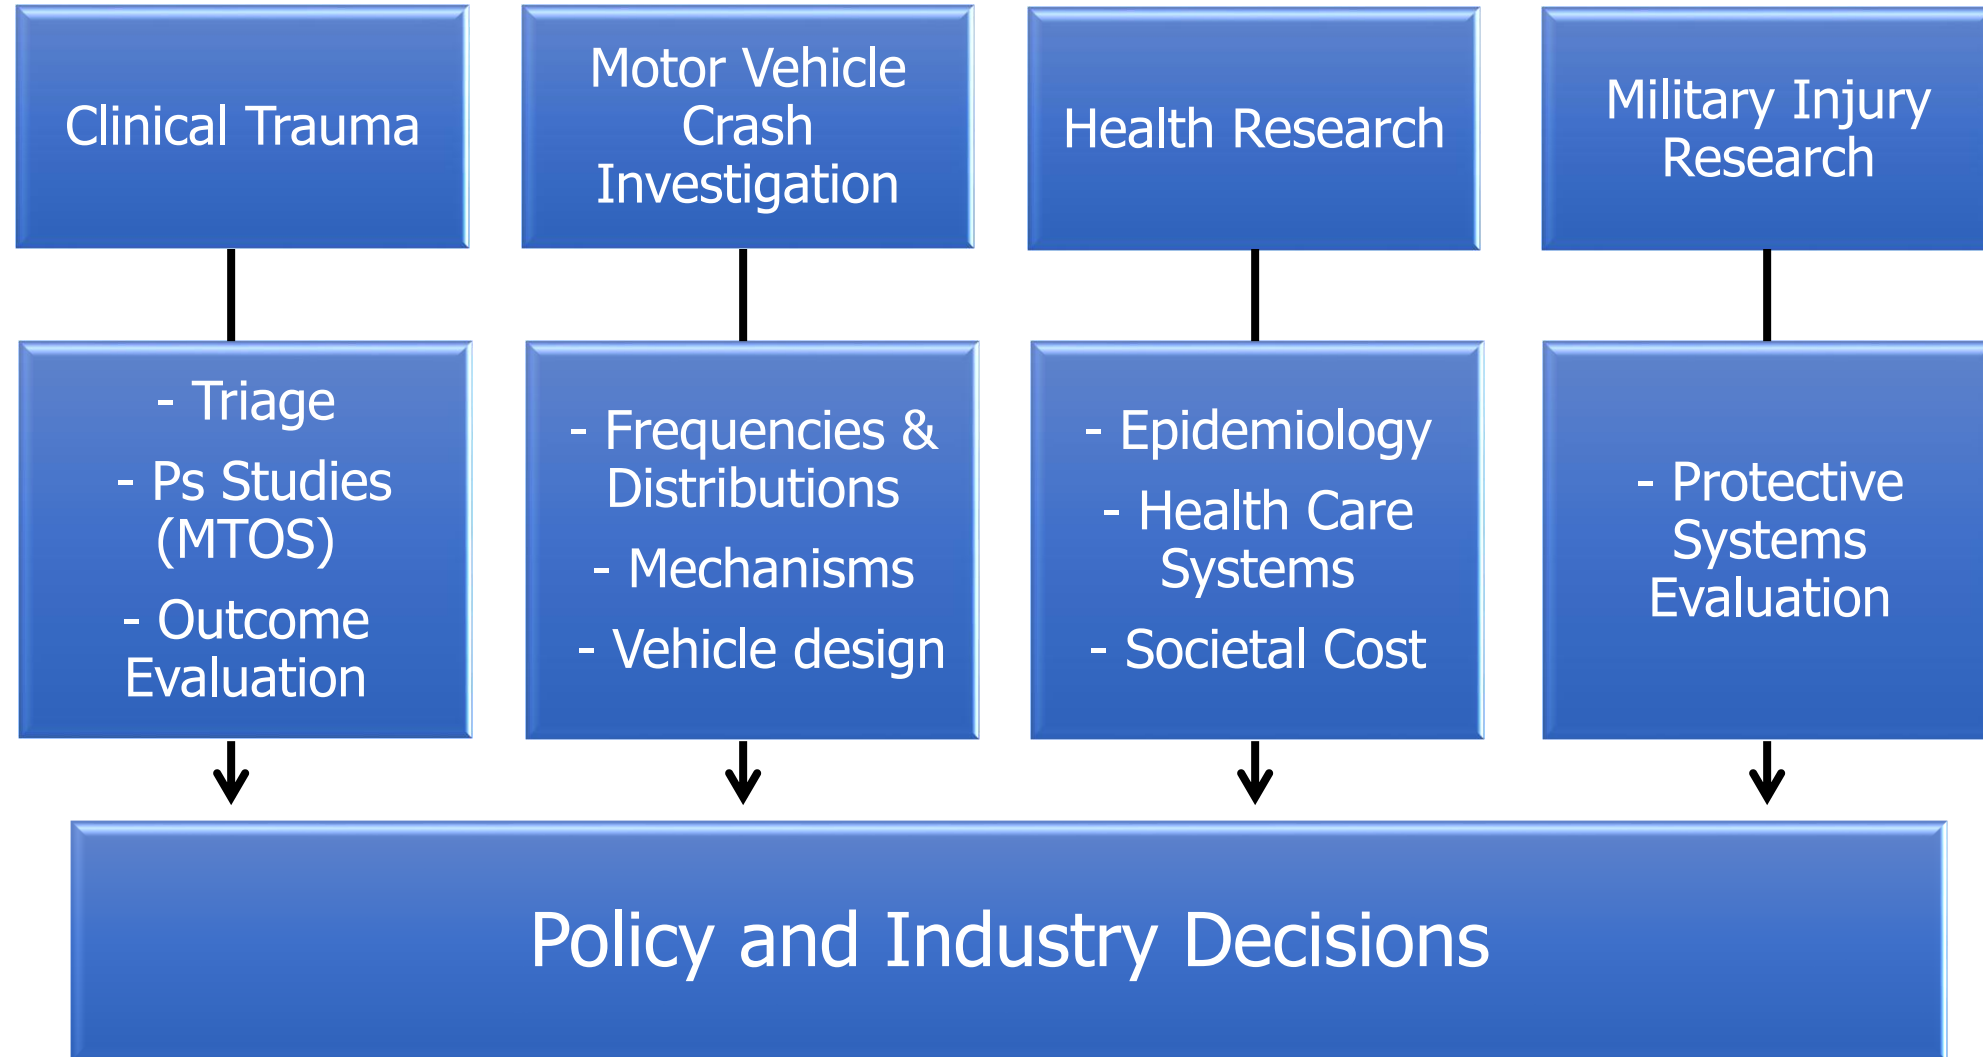 Clinical Trauma
Motor Vehicle
Crash
Investigation
Health Research
Military Injury
Research
- Triage
- Ps Studies
(MTOS)
- Outcome
Evaluation
- Frequencies &
Distributions
- Mechanisms
- Vehicle design
- Epidemiology
- Health Care
Systems
- Societal Cost
- Protective
Systems
Evaluation
Policy and Industry Decisions